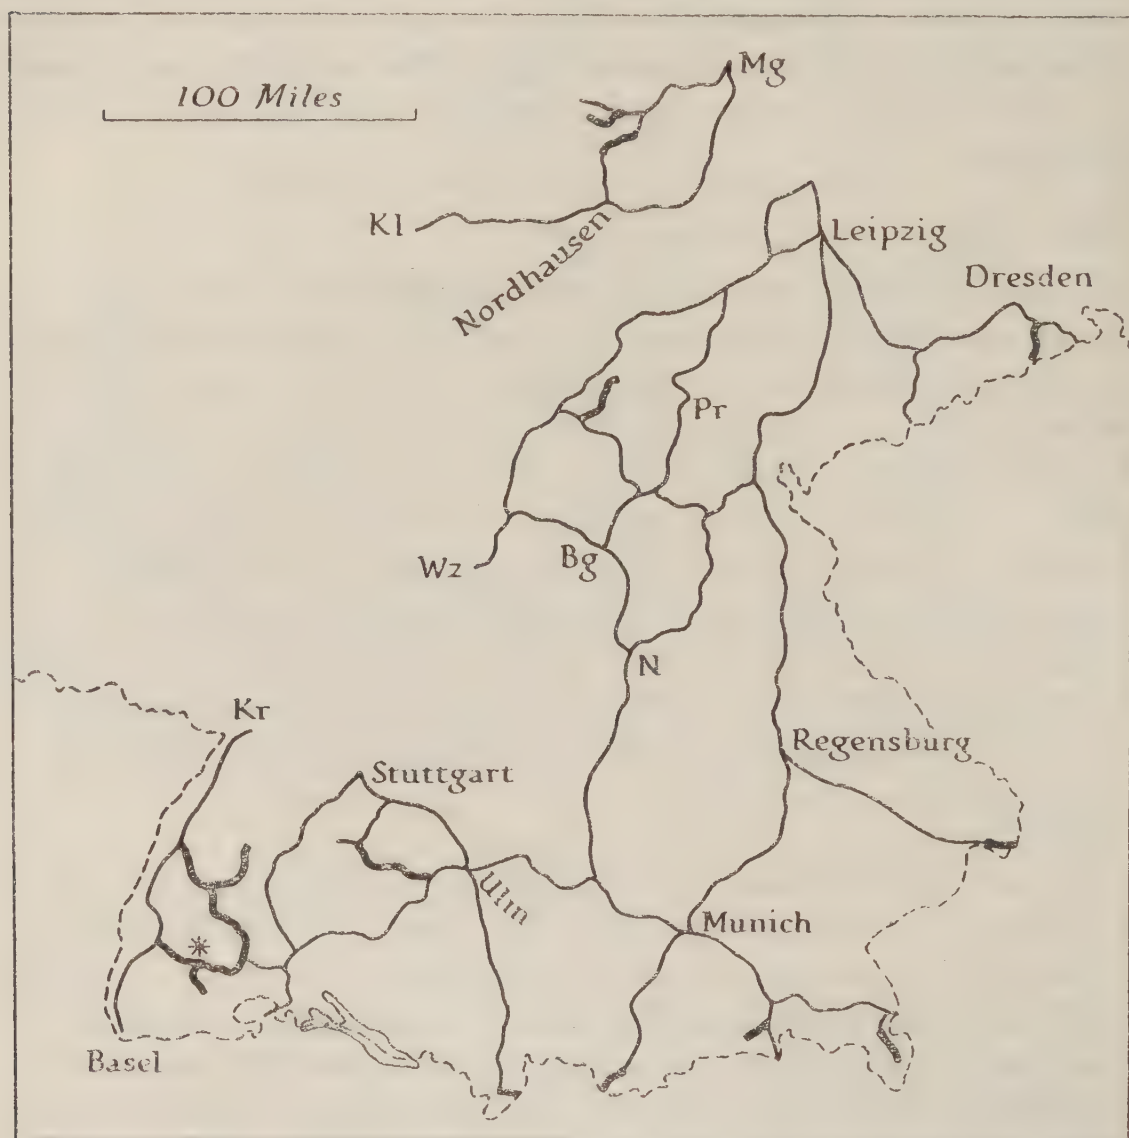 Mg
100 Miles
Kl
Nordhausen
Leipzig
Dresden
Pr
Wz
Bg
N
Kr
Regensburg
Stuttgart
Ulm
Munich
Basel